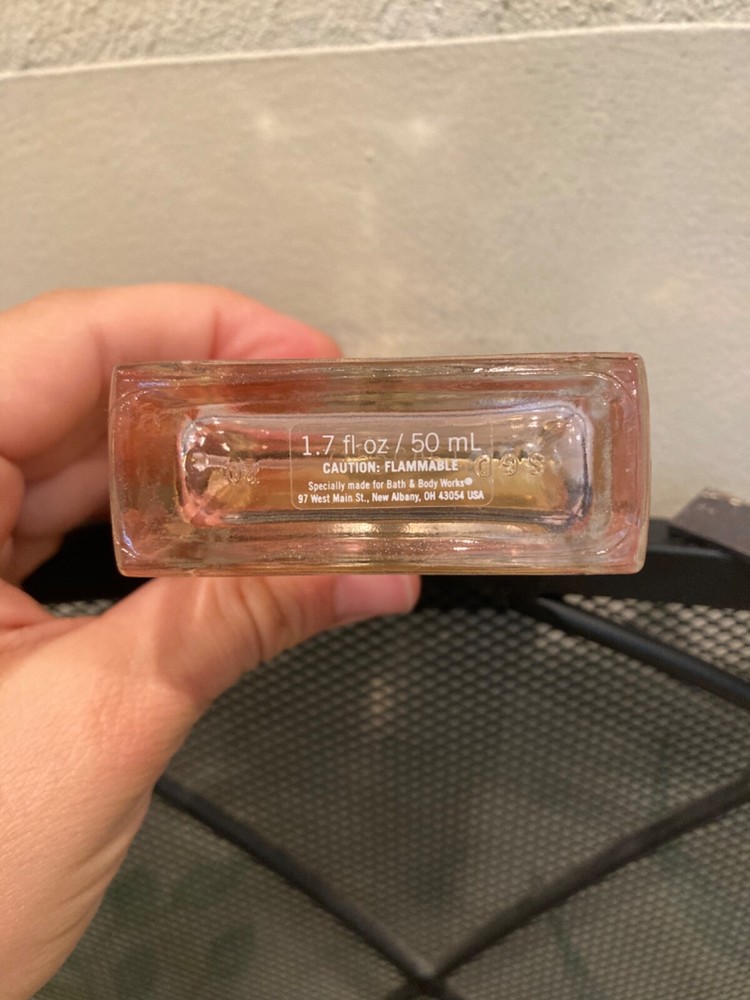 1.7 fl oz / 50 mL
CAUTION: FLAMMABLE
Specially made for Bath & Body Works®
97 West Main St., New Albany, OH 43054 USA